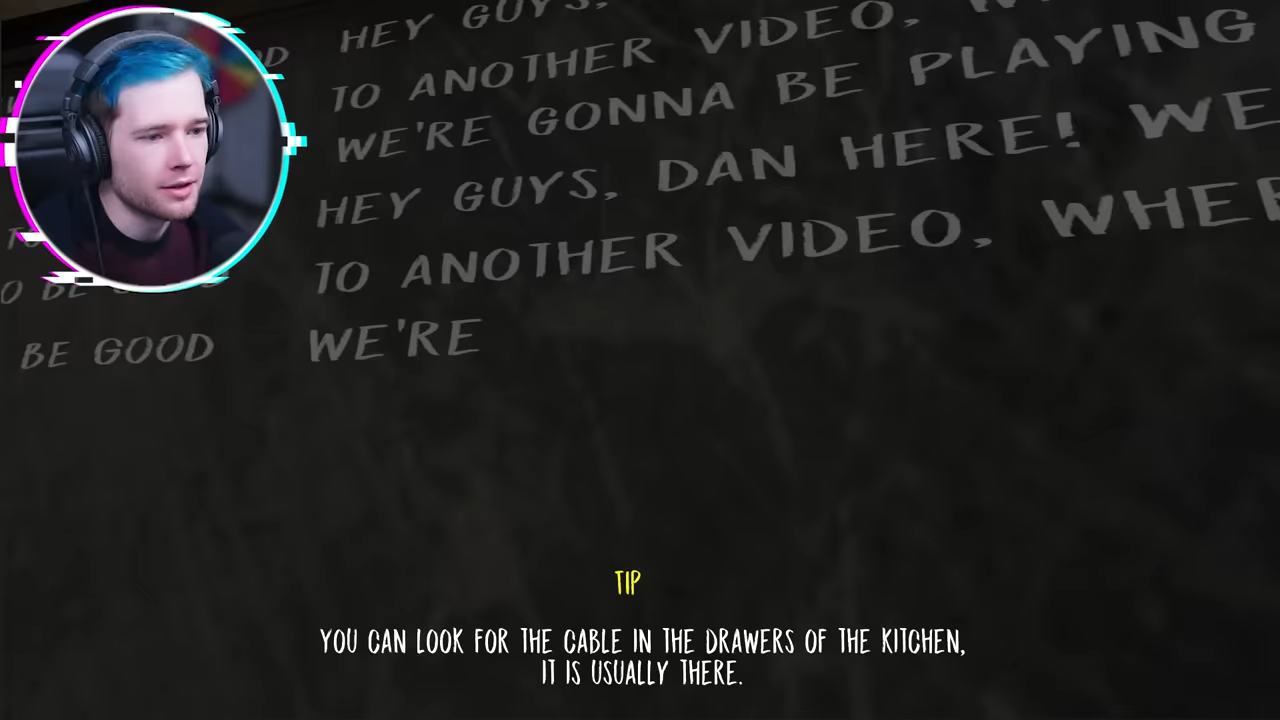 HEY GUYS,
TO ANOTHER VIDEO,
WE'RE GONNA BE PLAYING
HEY GUYS, DAN HERE! WE
TO ANOTHER VIDEO, WHER
BE GOOD WE'RE
TIP
YOU CAN LOOK FOR THE CABLE IN THE DRAWERS OF THE KITCHEN,
IT IS USUALLY THERE.